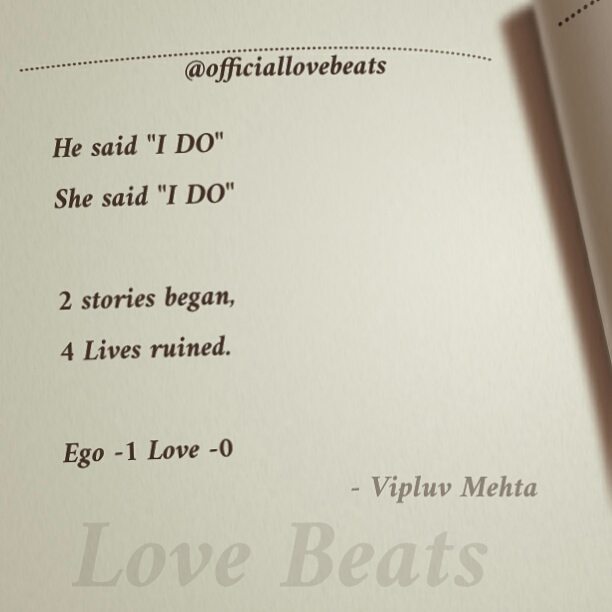 @officiallovebeats
He said "I DO"
She said "I DO"
2 stories began,
4 Lives ruined.
Ego -1 Love -0
- Vipluv Mehta
Love Beats